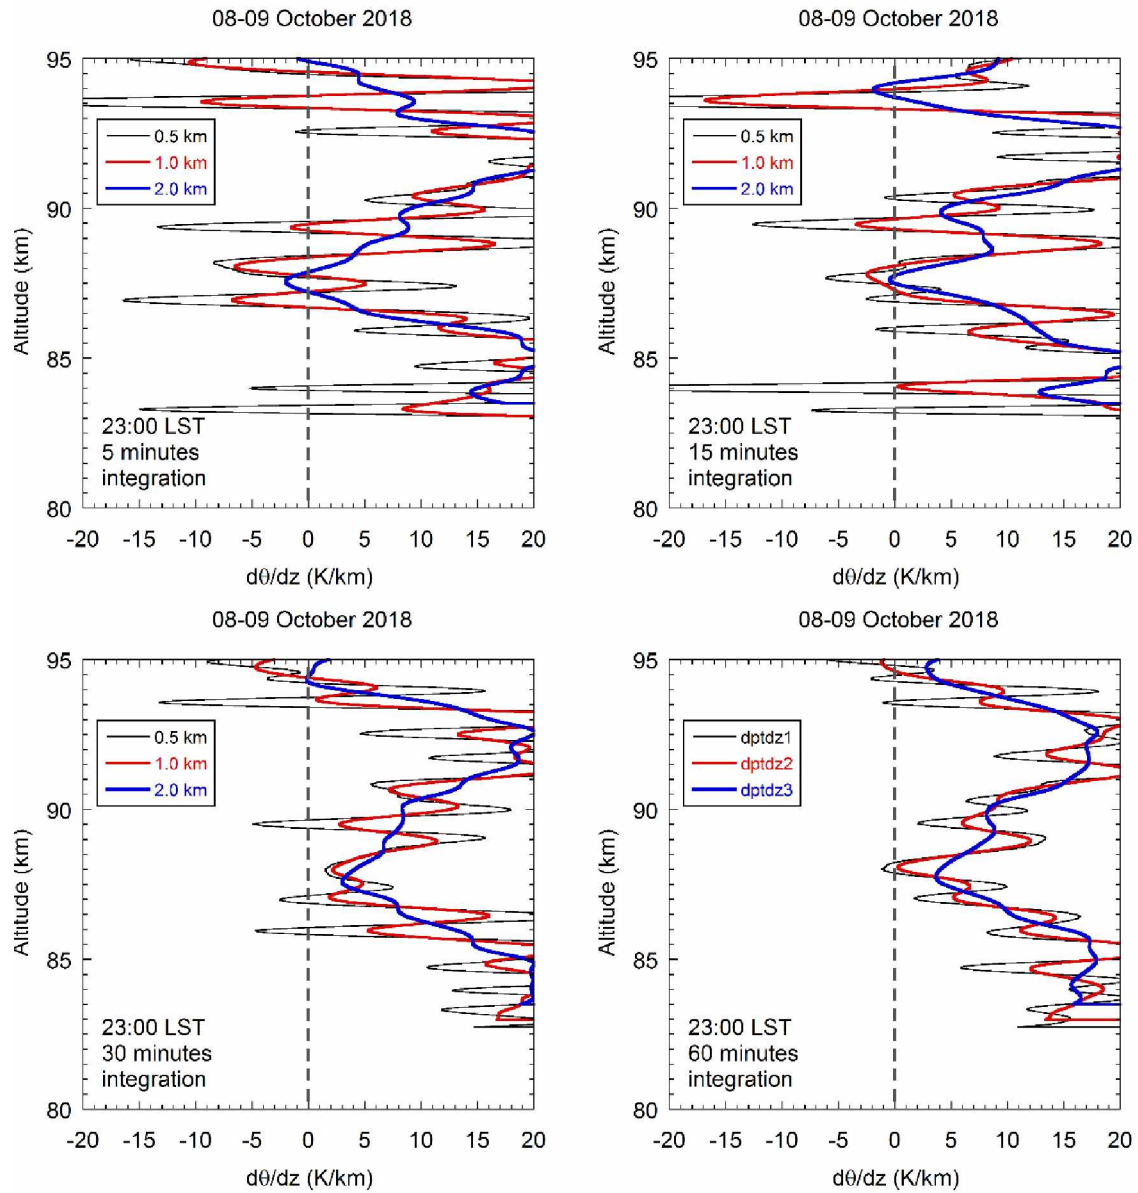 08-09 October 2018
95
90
85
80
Altitude (km)
0.5 km
1.0 km
2.0 km
23:00 LST
5 minutes
integration
-20 -15 -10 -5 0 5 10 15 20
dθ/dz (K/km)
08-09 October 2018
95
90
85
80
Altitude (km)
0.5 km
1.0 km
2.0 km
23:00 LST
15 minutes
integration
-20 -15 -10 -5 0 5 10 15 20
dθ/dz (K/km)
08-09 October 2018
95
90
85
80
Altitude (km)
0.5 km
1.0 km
2.0 km
23:00 LST
30 minutes
integration
-20 -15 -10 -5 0 5 10 15 20
dθ/dz (K/km)
08-09 October 2018
95
90
85
80
Altitude (km)
dptdz1
dptdz2
dptdz3
23:00 LST
60 minutes
integration
-20 -15 -10 -5 0 5 10 15 20
dθ/dz (K/km)